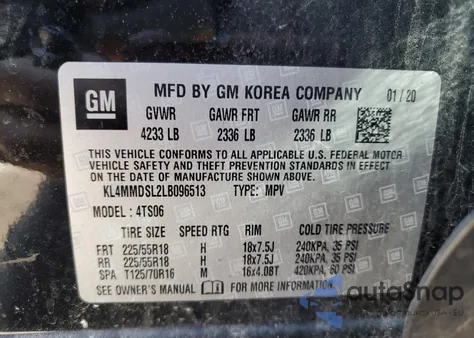 GM
MFD BY GM KOREA COMPANY 01/20
GVWR GAWR FRT GAWR RR
4233 LB 2336 LB 2336 LB
THIS VEHICLE CONFORMS TO ALL APPLICABLE U.S. FEDERAL MOTOR
VEHICLE SAFETY AND THEFT PREVENTION STANDARDS IN
EFFECT ON THE DATE OF MANUFACTURE SHOWN ABOVE.
KL4MMDSL2LB096513 TYPE: MPV
MODEL: 4TS06
TIRE SIZE SPEED RTG RIM COLD TIRE PRESSURE
FRT 225/55R18 H 18x7.5J 240KPA, 35 PSI
RR 225/55R18 H 18x7.5J 240KPA, 35 PSI
SPA T125/70R16 M 16x4.0BT 420KPA, 60 PSI
SEE OWNER'S MANUAL FOR MORE INFORMATION.
autoSnap